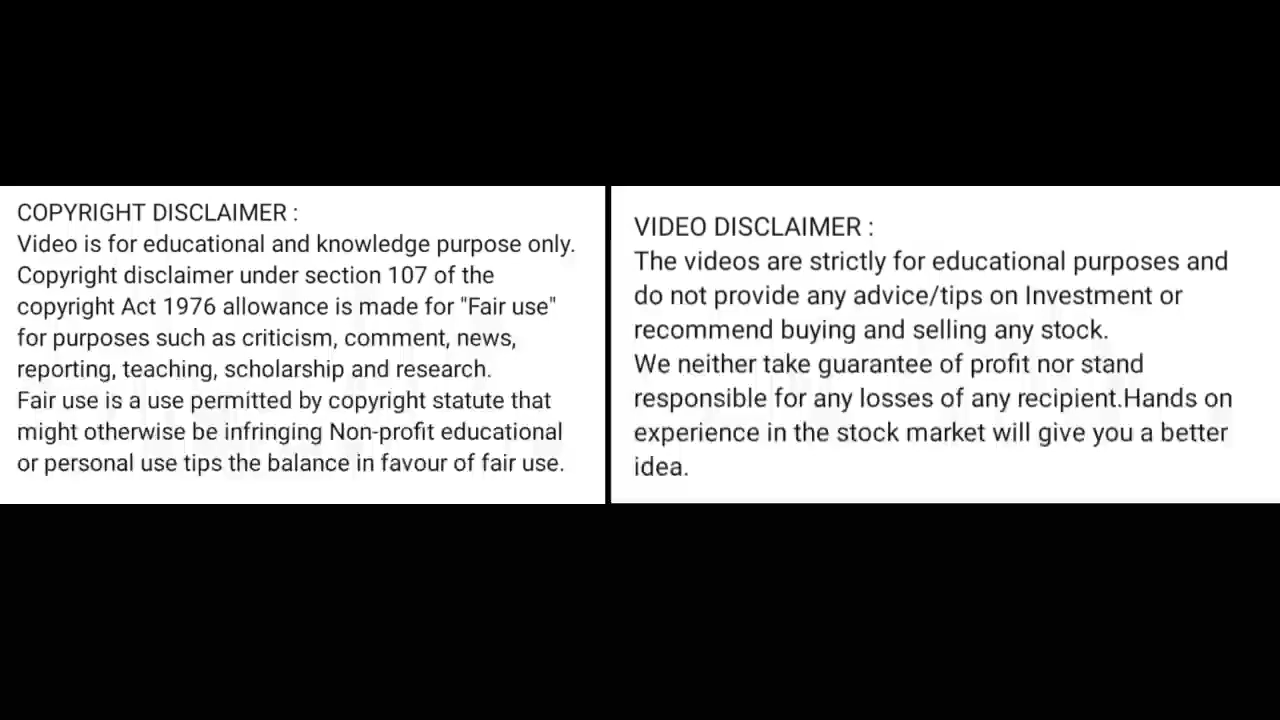 COPYRIGHT DISCLAIMER :
Video is for educational and knowledge purpose only.
Copyright disclaimer under section 107 of the
copyright Act 1976 allowance is made for "Fair use"
for purposes such as criticism, comment, news,
reporting, teaching, scholarship and research.
Fair use is a use permitted by copyright statute that
might otherwise be infringing Non-profit educational
or personal use tips the balance in favour of fair use.
VIDEO DISCLAIMER :
The videos are strictly for educational purposes and
do not provide any advice/tips on Investment or
recommend buying and selling any stock.
We neither take guarantee of profit nor stand
responsible for any losses of any recipient.Hands on
experience in the stock market will give you a better
idea.